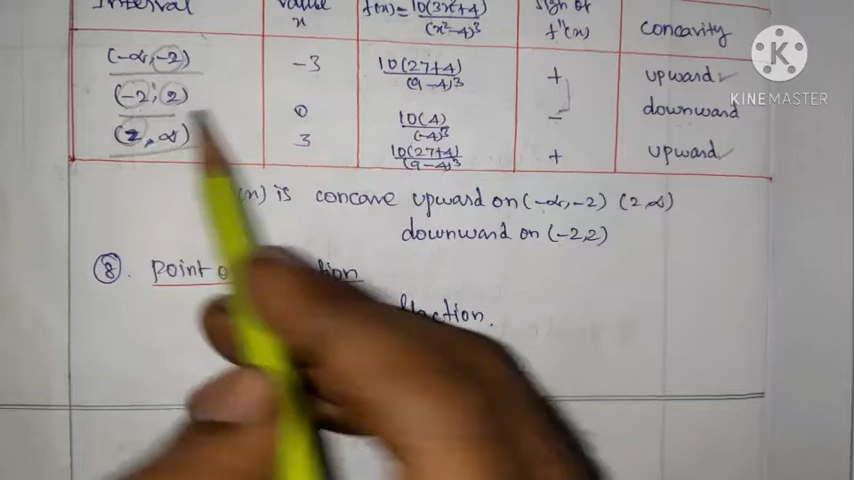 Interval value x f(x)=10(3x²+4)/(x²-4)³ sign of f"(x) concavity
(-∝,-2) -3 10(27+4)/(9-4)³ + upward
(-2,2) 0 10(4)/(-4)³ - downward
(2,∝) 3 10(27+4)/(9-4)³ + upward
(x) is concave upward on (-∝,-2) (2,∝)
downward on (-2,2)
8. point
KINEMASTER